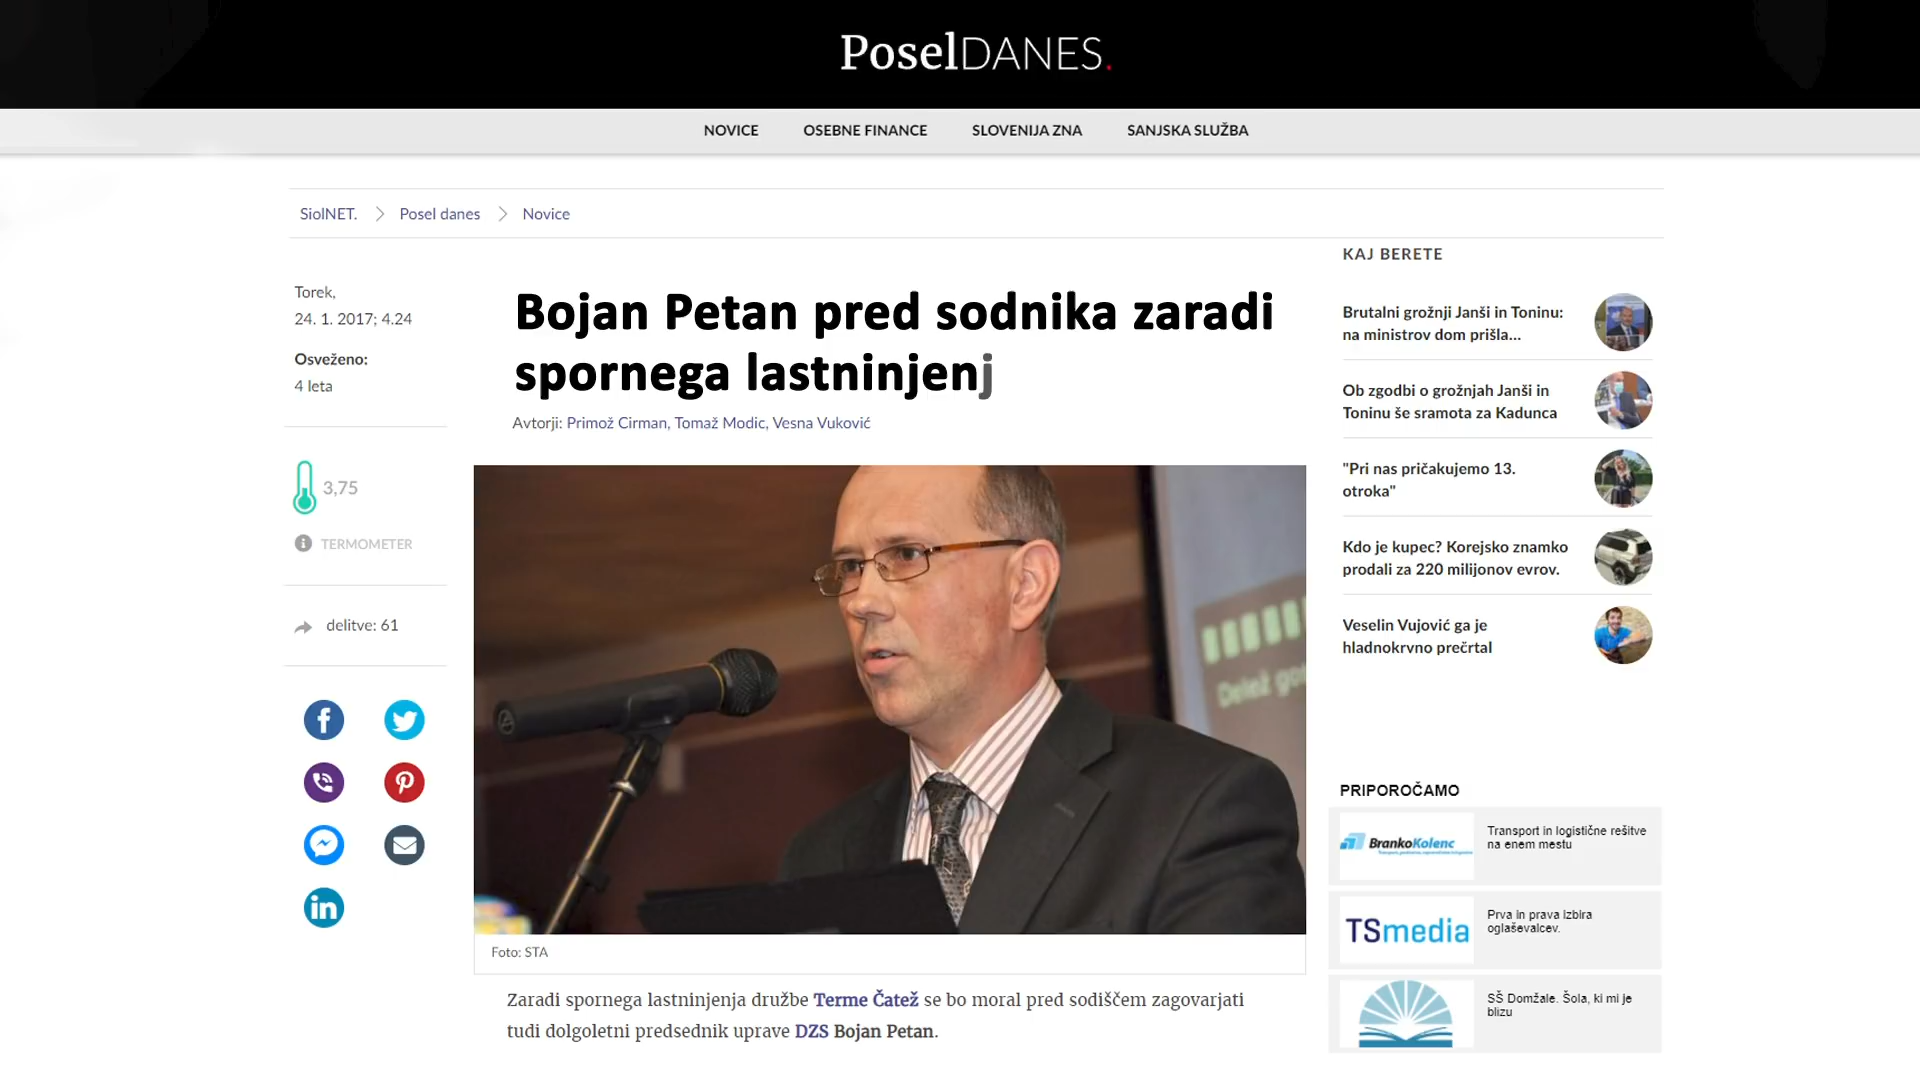 PoselDANES.
NOVICE
OSEBNE FINANCE
SLOVENIJA ZNA
SANJSKA SLUŽBA
SiolNET.
Posel danes
Novice
Torek,
24. 1. 2017; 4.24
Osveženo:
4 leta
3,75
TERMOMETER
delitve: 61
Bojan Petan pred sodnika zaradi
spornega lastninjenj
Avtorji: Primož Cirman, Tomaž Modic, Vesna Vuković
Delež go
Foto: STA
Zaradi spornega lastninjenja družbe Terme Čatež se bo moral pred sodiščem zagovarjati
tudi dolgoletni predsednik uprave DZS Bojan Petan.
KAJ BERETE
Brutalni grožnji Janši in Toninu:
na ministrov dom prišla...
Ob zgodbi o grožnjah Janši in
Toninu še sramota za Kadunca
"Pri nas pričakujemo 13.
otroka"
Kdo je kupec? Korejsko znamko
prodali za 220 milijonov evrov.
Veselin Vujović ga je
hladnokrvno prečrtal
PRIPOROČAMO
BrankoKolenc
Transport in logistične rešitve
na enem mestu
TSmedia
Prva in prava izbira
oglaševalcev.
SŠ Domžale. Šola, ki mi je
blizu